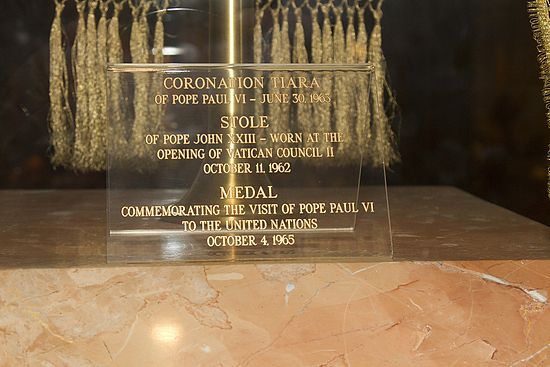 CORONATION TIARA
OF POPE PAUL VI – JUNE 30, 1963
STOLE
OF POPE JOHN XXIII – WORN AT THE
OPENING OF VATICAN COUNCIL II
OCTOBER 11, 1962
MEDAL
COMMEMORATING THE VISIT OF POPE PAUL VI
TO THE UNITED NATIONS
OCTOBER 4, 1965